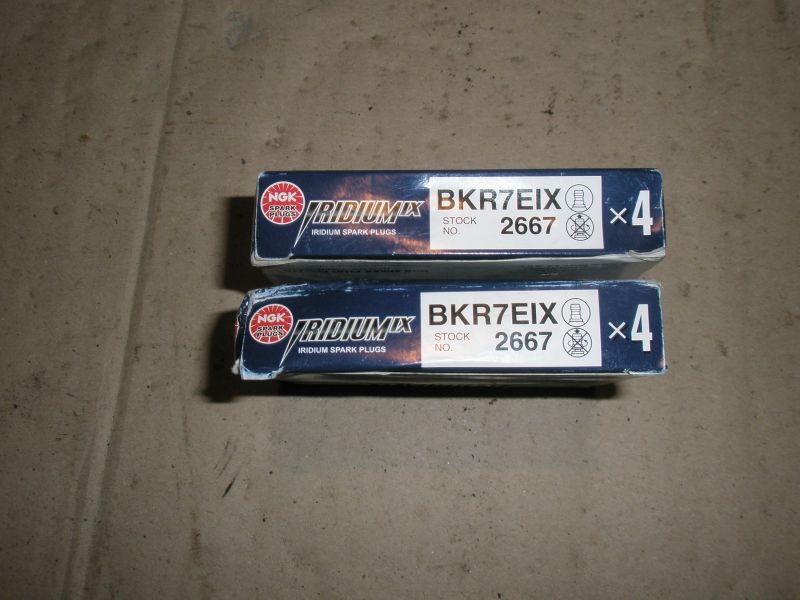 NGK
SPARK
PLUGS
IRIDIUM IX
IRIDIUM SPARK PLUGS
BKR7EIX
STOCK
NO.
2667
×4
NGK
SPARK
PLUGS
IRIDIUM IX
IRIDIUM SPARK PLUGS
BKR7EIX
STOCK
NO.
2667
×4